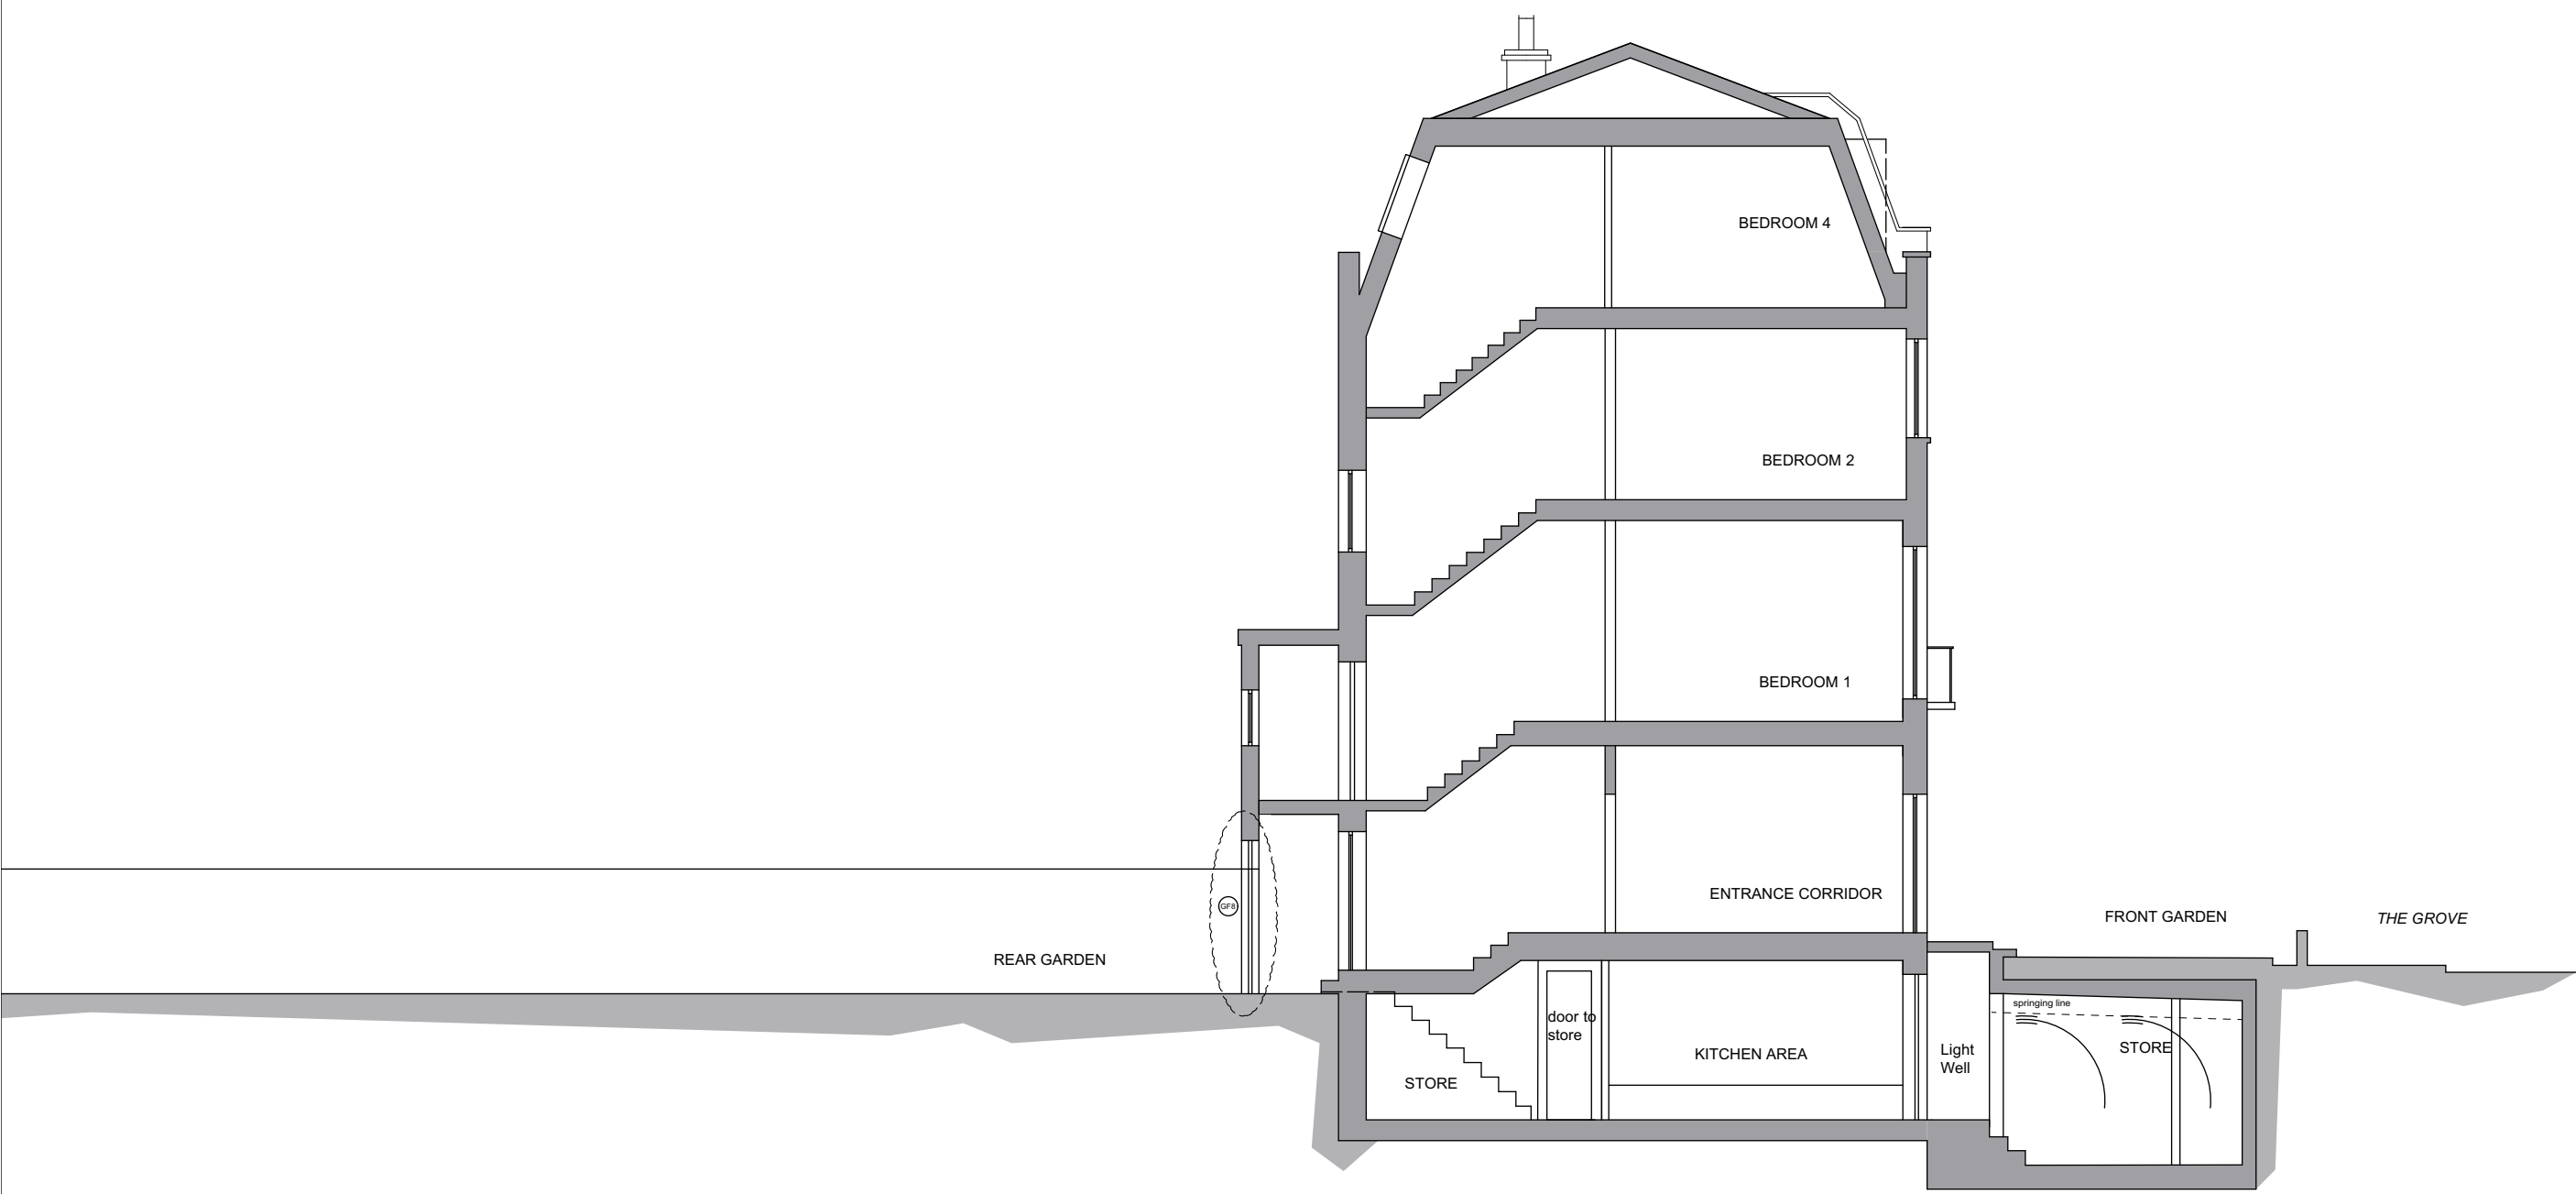 BEDROOM 4
BEDROOM 2
BEDROOM 1
ENTRANCE CORRIDOR
GF8
FRONT GARDEN
THE GROVE
REAR GARDEN
springing line
door to
store
KITCHEN AREA
Light
Well
STORE
STORE